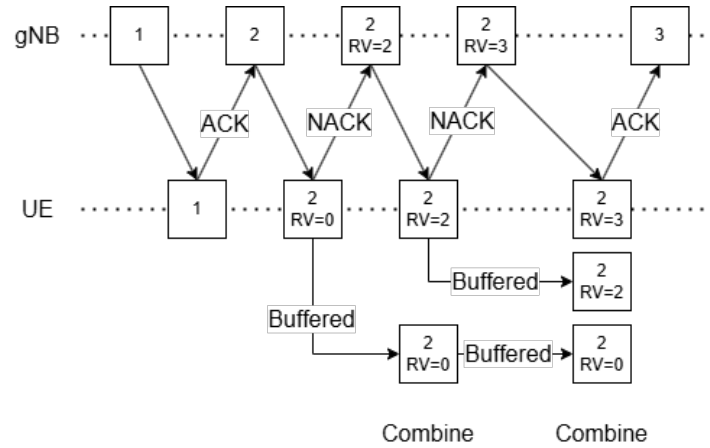 gNB
1
2
2
RV=2
2
RV=3
3
ACK
NACK
NACK
ACK
UE
1
2
RV=0
2
RV=2
2
RV=3
Buffered
2
RV=2
Buffered
2
RV=0
Buffered
2
RV=0
Combine
Combine